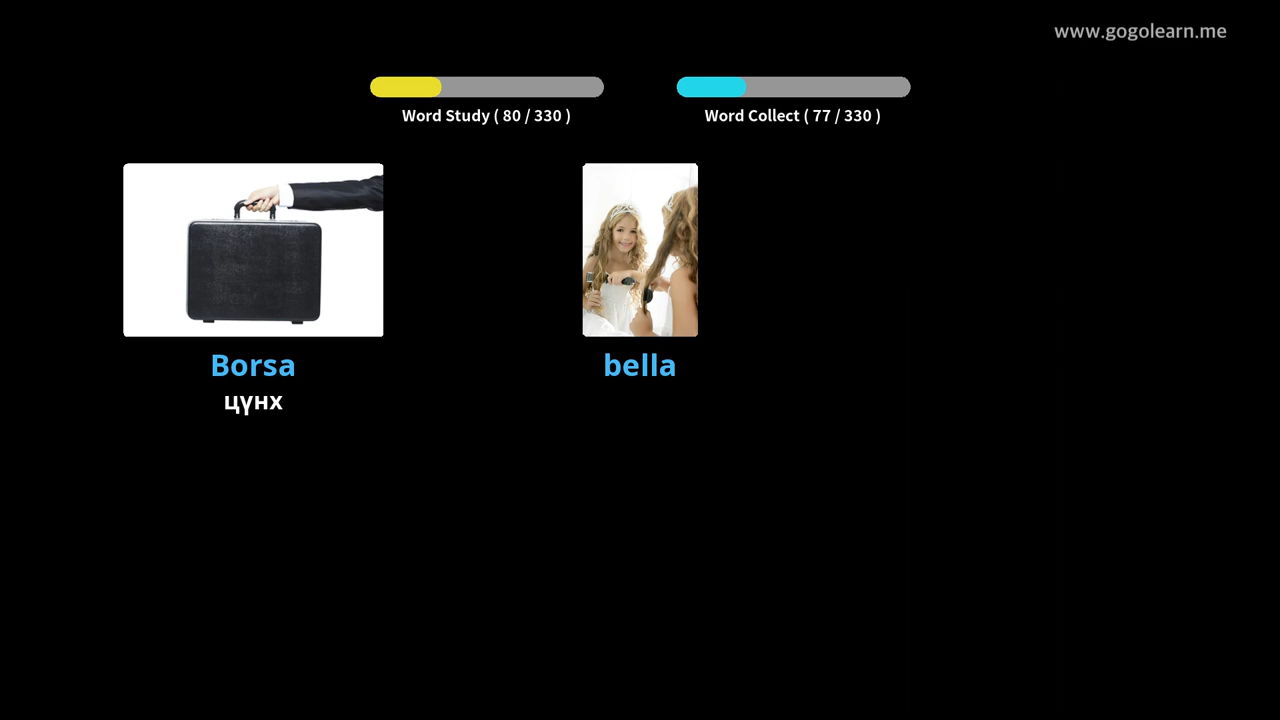 www.gogolearn.me
Word Study ( 80 / 330 )
Word Collect ( 77 / 330 )
Borsa
bella
цүнх